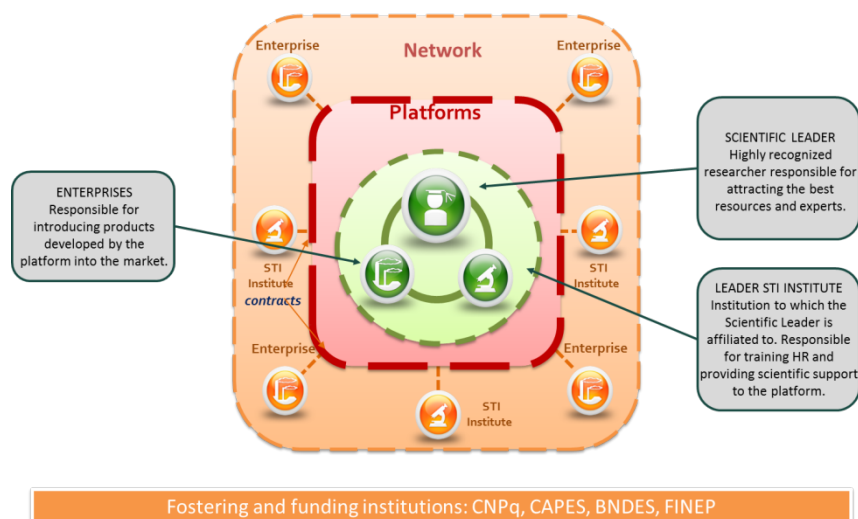 Enterprise
Network
Enterprise
Platforms
SCIENTIFIC LEADER
Highly recognized
researcher responsible for
attracting the best
resources and experts.
ENTERPRISES
Responsible for
introducing products
developed by the
platform into the market.
STI
Institute
contracts
STI
Institute
LEADER STI INSTITUTE
Institution to which the
Scientific Leader is
affiliated to. Responsible
for training HR and
providing scientific support
to the platform.
Enterprise
Enterprise
STI
Institute
Fostering and funding institutions: CNPq, CAPES, BNDES, FINEP